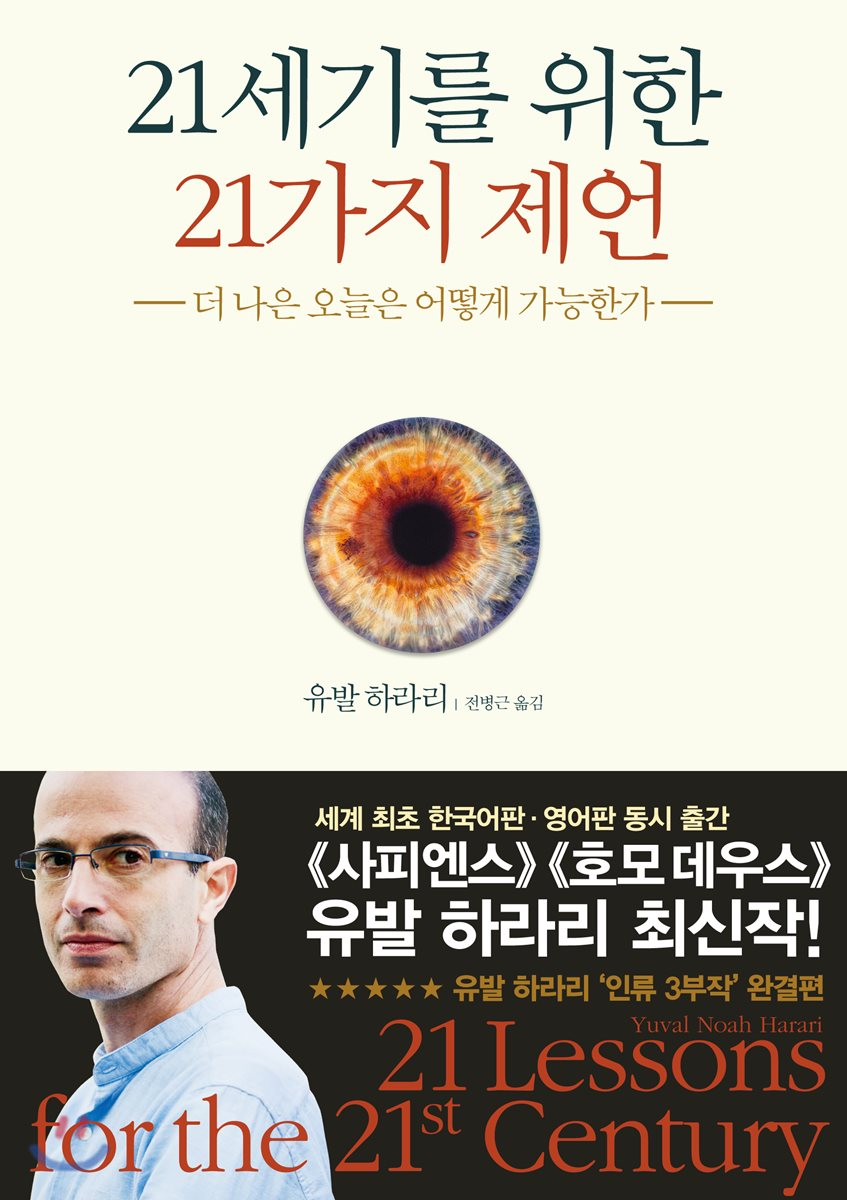 21세기를 위한
21가지 제언
더 나은 오늘은 어떻게 가능한가
유발 하라리 | 전병근 옮김
세계 최초 한국어판·영어판 동시 출간
《사피엔스》《호모 데우스》
유발 하라리 최신작!
★★★★★ 유발 하라리 ‘인류 3부작’ 완결편
Yuval Noah Harari
21 Lessons
for the 21st Century